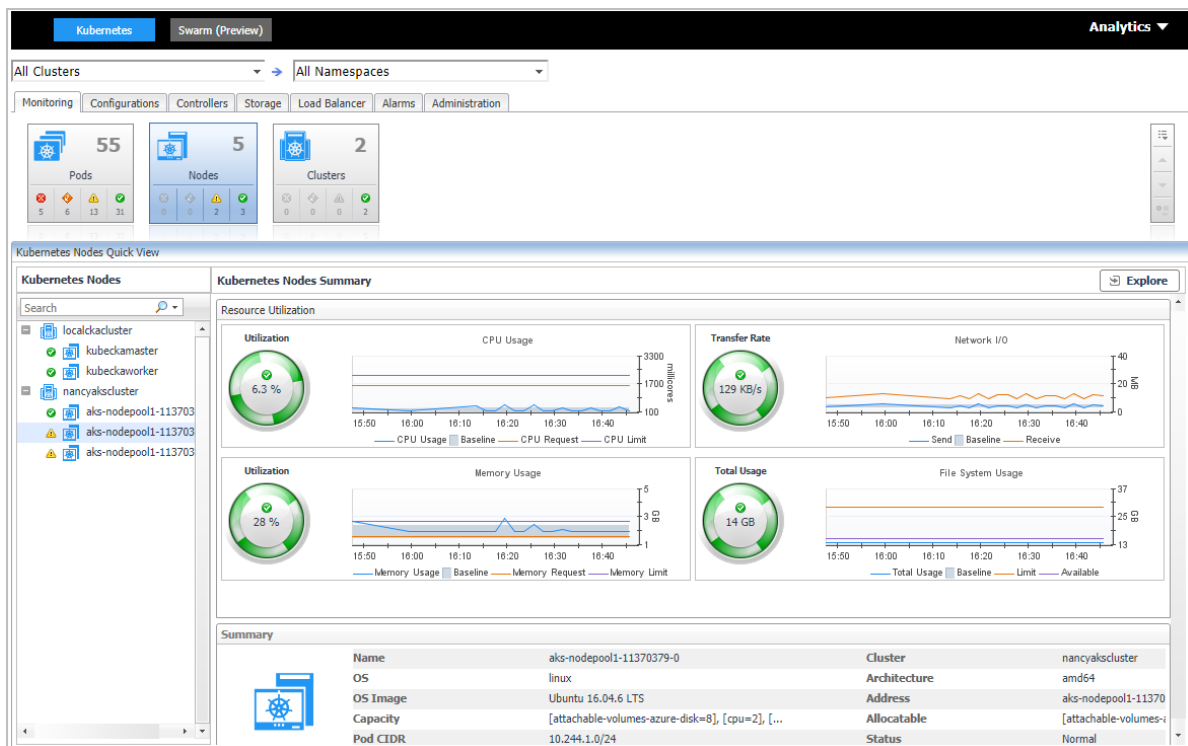 Kubernetes Swarm (Preview) Analytics
All Clusters All Namespaces
Monitoring Configurations Controllers Storage Load Balancer Alarms Administration
55 5 2
Pods Nodes Clusters
5 6 13 31 0 0 2 3 0 0 0 2
Kubernetes Nodes Quick View
Kubernetes Nodes
Search
localckacluster
kubeckamaster
kubeckaworker
nancyakscluster
aks-nodepool1-113703
aks-nodepool1-113703
aks-nodepool1-113703
Kubernetes Nodes Summary Explore
Resource Utilization
Utilization
6.3 %
CPU Usage
3300
1700
100
millicores
15:50 16:00 16:10 16:20 16:30 16:40
CPU Usage Baseline CPU Request CPU Limit
Transfer Rate
129 KB/s
Network I/O
40
20
0
MB
15:50 16:00 16:10 16:20 16:30 16:40
Send Baseline Receive
Utilization
28 %
Memory Usage
5
3
1
GB
15:50 16:00 16:10 16:20 16:30 16:40
Memory Usage Baseline Memory Request Memory Limit
Total Usage
14 GB
File System Usage
37
25
13
GB
15:50 16:00 16:10 16:20 16:30 16:40
Total Usage Baseline Limit Available
Summary
Name aks-nodepool1-11370379-0 Cluster nancyakscluster
OS linux Architecture amd64
OS Image Ubuntu 16.04.6 LTS Address aks-nodepool1-11370
Capacity [attachable-volumes-azure-disk=8], [cpu=2], [... Allocatable [attachable-volumes-a
Pod CIDR 10.244.1.0/24 Status Normal